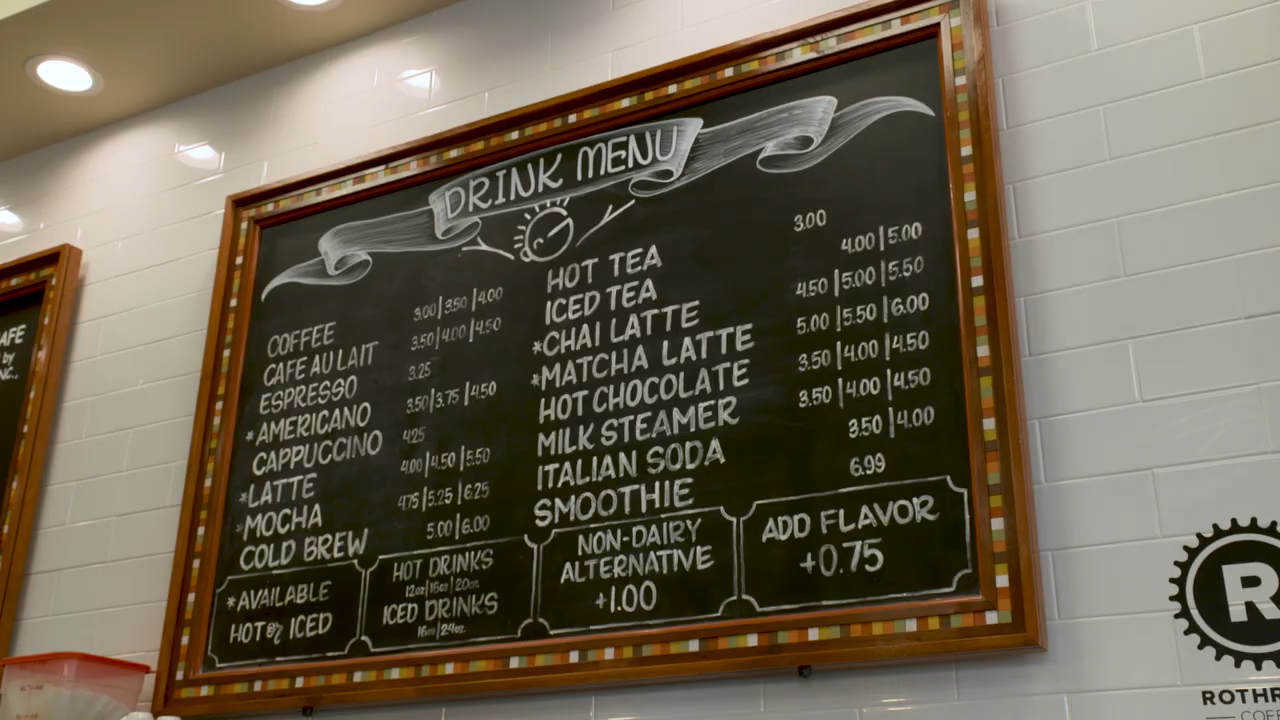 DRINK MENU
COFFEE 3.00|3.50|4.00
CAFE AU LAIT 3.50|4.00|4.50
ESPRESSO 3.25
*AMERICANO 3.50|3.75|4.50
CAPPUCCINO 4.25
*LATTE 4.00|4.50|5.50
*MOCHA 4.75|5.25|6.25
COLD BREW 5.00|6.00
HOT TEA 3.00
ICED TEA 4.00|5.00
*CHAI LATTE 4.50|5.00|5.50
*MATCHA LATTE 5.00|5.50|6.00
HOT CHOCOLATE 3.50|4.00|4.50
MILK STEAMER 3.50|4.00|4.50
ITALIAN SODA 3.50|4.00
SMOOTHIE 6.99
*AVAILABLE
HOT or ICED
HOT DRINKS
12oz|16oz|20oz
ICED DRINKS
16oz|24oz
NON-DAIRY
ALTERNATIVE
+1.00
ADD FLAVOR
+0.75
AFE
by
NC.,
R
ROTHR
COFF